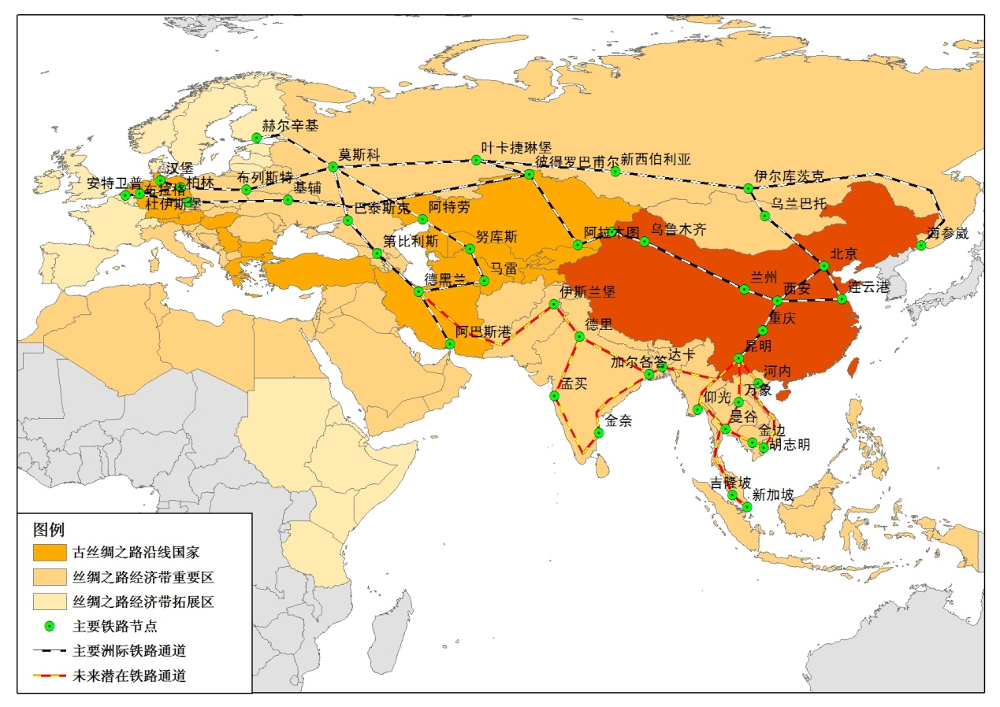 赫尔辛基
莫斯科
叶卡捷琳堡
彼得罗巴甫尔
新西伯利亚
伊尔库茨克
汉堡
安特卫普
柏林
布列斯特
布拉格
基辅
杜伊斯堡
巴泰斯克
阿特劳
乌兰巴托
第比利斯
努库斯
阿拉木图
乌鲁木齐
海参崴
北京
德黑兰
马雷
兰州
西安
连云港
伊斯兰堡
重庆
阿巴斯港
德里
昆明
加尔各答
达卡
河内
孟买
仰光
万象
金奈
曼谷
金边
胡志明
吉隆坡
新加坡
图例
古丝绸之路沿线国家
丝绸之路经济带重要区
丝绸之路经济带拓展区
主要铁路节点
主要洲际铁路通道
未来潜在铁路通道